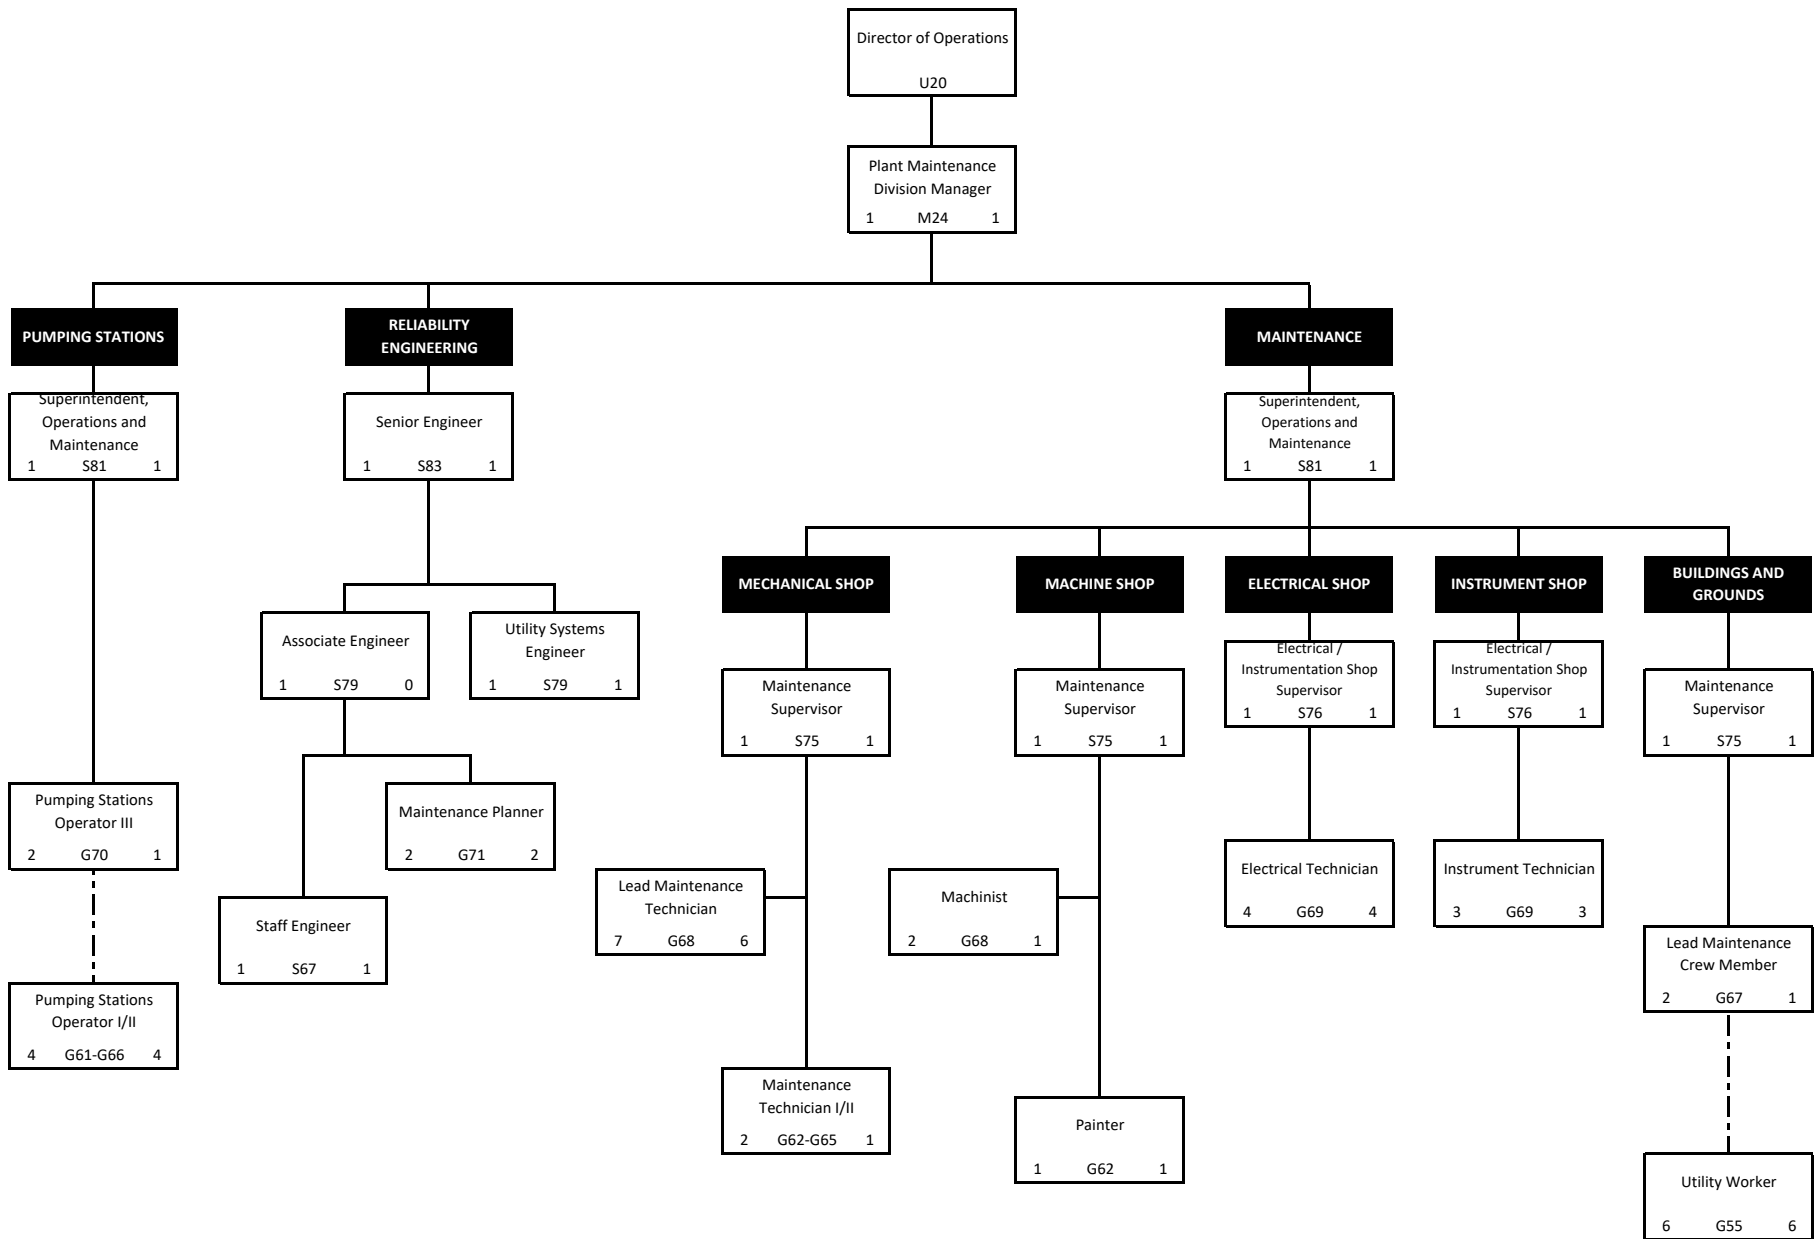 Director of Operations
U20
Plant Maintenance
Division Manager
1 M24 1
PUMPING STATIONS
RELIABILITY
ENGINEERING
MAINTENANCE
Superintendent,
Operations and
Maintenance
1 S81 1
Senior Engineer
1 S83 1
Superintendent,
Operations and
Maintenance
1 S81 1
MECHANICAL SHOP
MACHINE SHOP
ELECTRICAL SHOP
INSTRUMENT SHOP
BUILDINGS AND
GROUNDS
Associate Engineer
1 S79 0
Utility Systems
Engineer
1 S79 1
Maintenance
Supervisor
1 S75 1
Maintenance
Supervisor
1 S75 1
Electrical /
Instrumentation Shop
Supervisor
1 S76 1
Electrical /
Instrumentation Shop
Supervisor
1 S76 1
Maintenance
Supervisor
1 S75 1
Pumping Stations
Operator III
2 G70 1
Maintenance Planner
2 G71 2
Lead Maintenance
Technician
7 G68 6
Machinist
2 G68 1
Electrical Technician
4 G69 4
Instrument Technician
3 G69 3
Staff Engineer
1 S67 1
Lead Maintenance
Crew Member
2 G67 1
Pumping Stations
Operator I/II
4 G61-G66 4
Maintenance
Technician I/II
2 G62-G65 1
Painter
1 G62 1
Utility Worker
6 G55 6